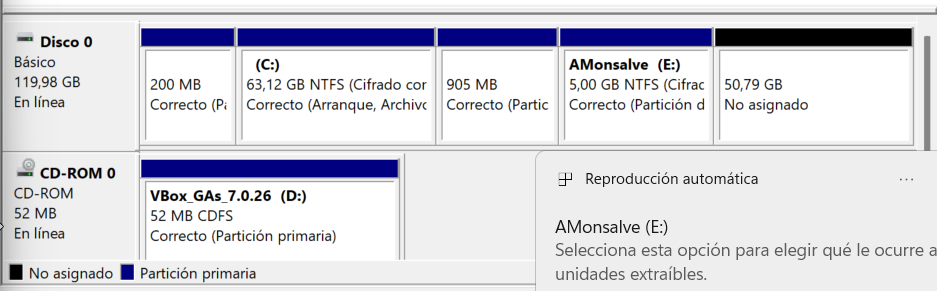 Disco 0
Básico
119,98 GB
En línea
200 MB
Correcto (Pa
(C:)
63,12 GB NTFS (Cifrado cor
Correcto (Arranque, Archivc
905 MB
Correcto (Partic
AMonsalve (E:)
5,00 GB NTFS (Cifrac
Correcto (Partición d
50,79 GB
No asignado
CD-ROM 0
CD-ROM
52 MB
En línea
VBox_GAs_7.0.26 (D:)
52 MB CDFS
Correcto (Partición primaria)
No asignado Partición primaria
Reproducción automática
AMonsalve (E:)
Selecciona esta opción para elegir qué le ocurre a
unidades extraíbles.